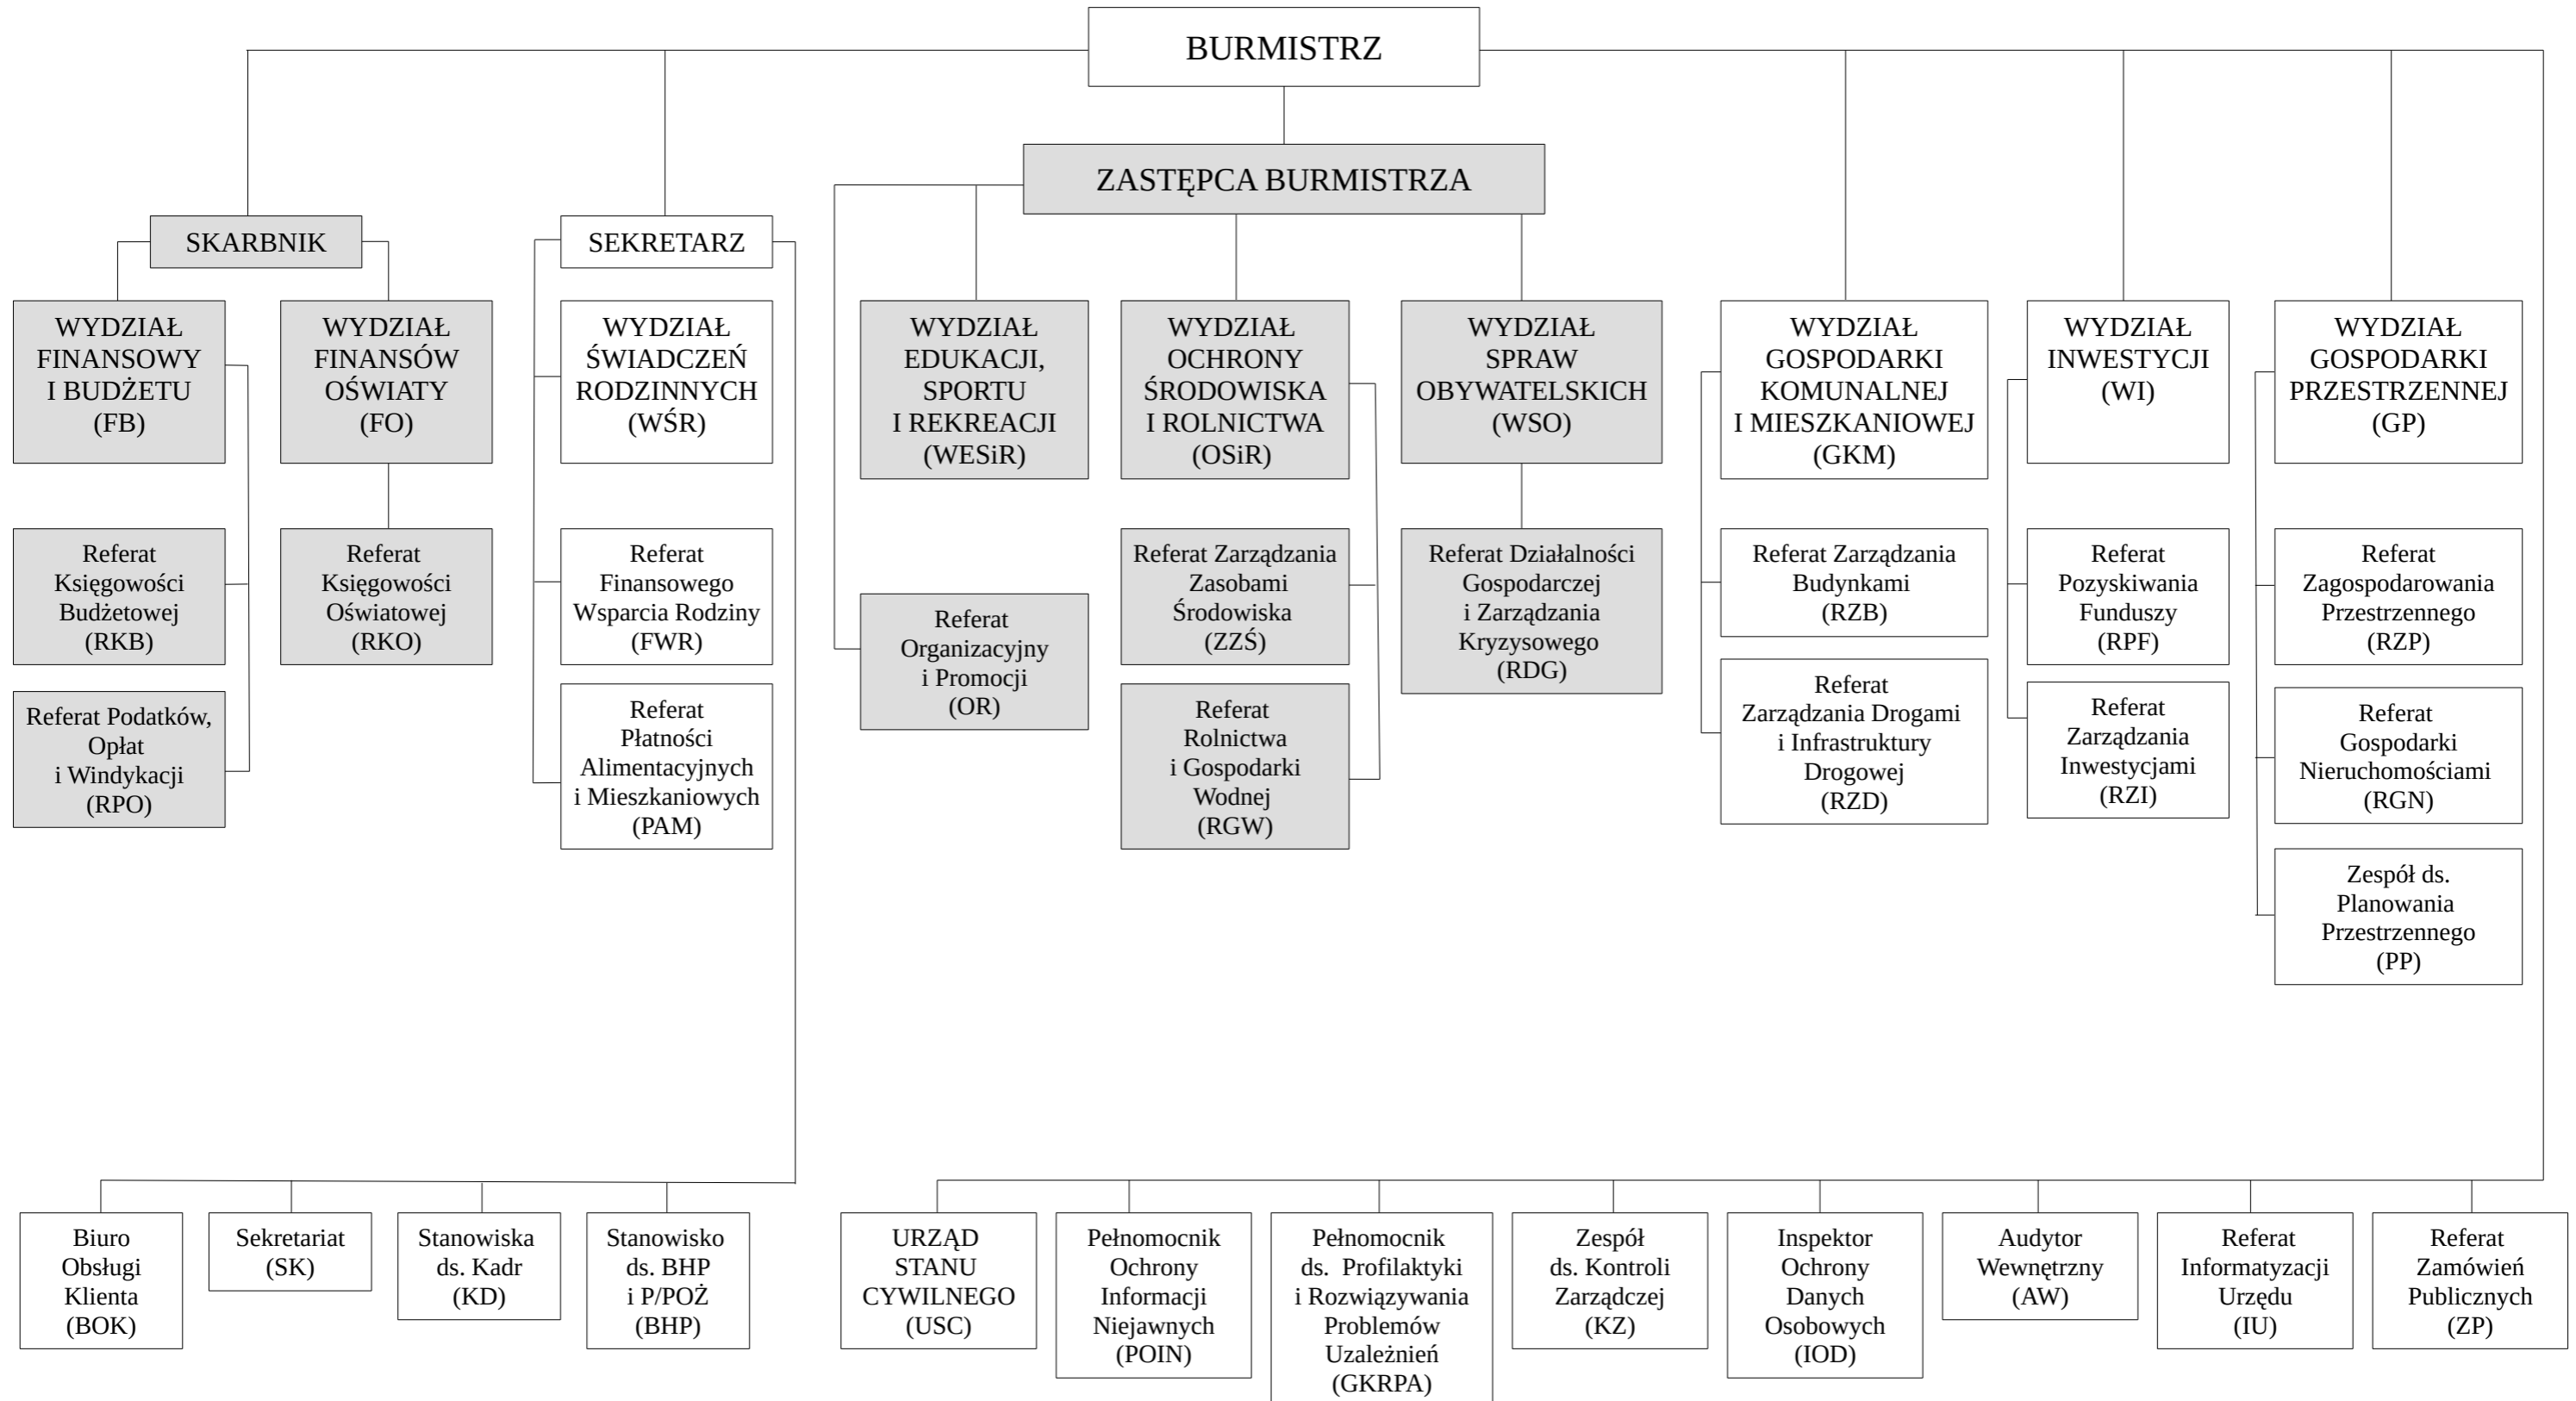 BURMISTRZ
ZASTĘPCA BURMISTRZA
SKARBNIK
SEKRETARZ
WYDZIAŁ
FINANSOWY
I BUDŻETU
(FB)
WYDZIAŁ
FINANSÓW
OŚWIATY
(FO)
WYDZIAŁ
ŚWIADCZEŃ
RODZINNYCH
(WŚR)
WYDZIAŁ
EDUKACJI,
SPORTU
I REKREACJI
(WESiR)
WYDZIAŁ
OCHRONY
ŚRODOWISKA
I ROLNICTWA
(OSiR)
WYDZIAŁ
SPRAW
OBYWATELSKICH
(WSO)
WYDZIAŁ
GOSPODARKI
KOMUNALNEJ
I MIESZKANIOWEJ
(GKM)
WYDZIAŁ
INWESTYCJI
(WI)
WYDZIAŁ
GOSPODARKI
PRZESTRZENNEJ
(GP)
Referat
Księgowości
Budżetowej
(RKB)
Referat
Księgowości
Oświatowej
(RKO)
Referat
Finansowego
Wsparcia Rodziny
(FWR)
Referat
Organizacyjny
i Promocji
(OR)
Referat Zarządzania
Zasobami
Środowiska
(ZZŚ)
Referat Działalności
Gospodarczej
i Zarządzania
Kryzysowego
(RDG)
Referat Zarządzania
Budynkami
(RZB)
Referat
Pozyskiwania
Funduszy
(RPF)
Referat
Zagospodarowania
Przestrzennego
(RZP)
Referat Podatków,
Opłat
i Windykacji
(RPO)
Referat
Płatności
Alimentacyjnych
i Mieszkaniowych
(PAM)
Referat
Rolnictwa
i Gospodarki
Wodnej
(RGW)
Referat
Zarządzania Drogami
i Infrastruktury
Drogowej
(RZD)
Referat
Zarządzania
Inwestycjami
(RZI)
Referat
Gospodarki
Nieruchomościami
(RGN)
Zespół ds.
Planowania
Przestrzennego
(PP)
Biuro
Obsługi
Klienta
(BOK)
Sekretariat
(SK)
Stanowiska
ds. Kadr
(KD)
Stanowisko
ds. BHP
i P/POŻ
(BHP)
URZĄD
STANU
CYWILNEGO
(USC)
Pełnomocnik
Ochrony
Informacji
Niejawnych
(POIN)
Pełnomocnik
ds.  Profilaktyki
i Rozwiązywania
Problemów
Uzależnień
(GKRPA)
Zespół
ds. Kontroli
Zarządczej
(KZ)
Inspektor
Ochrony
Danych
Osobowych
(IOD)
Audytor
Wewnętrzny
(AW)
Referat
Informatyzacji
Urzędu
(IU)
Referat
Zamówień
Publicznych
(ZP)